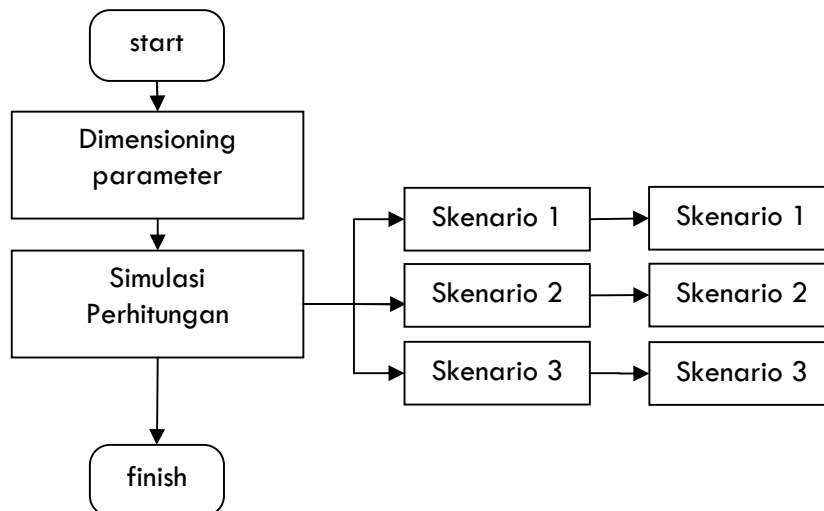 start
Dimensioning
parameter
Skenario 1
Skenario 1
Simulasi
Perhitungan
Skenario 2
Skenario 2
Skenario 3
Skenario 3
finish